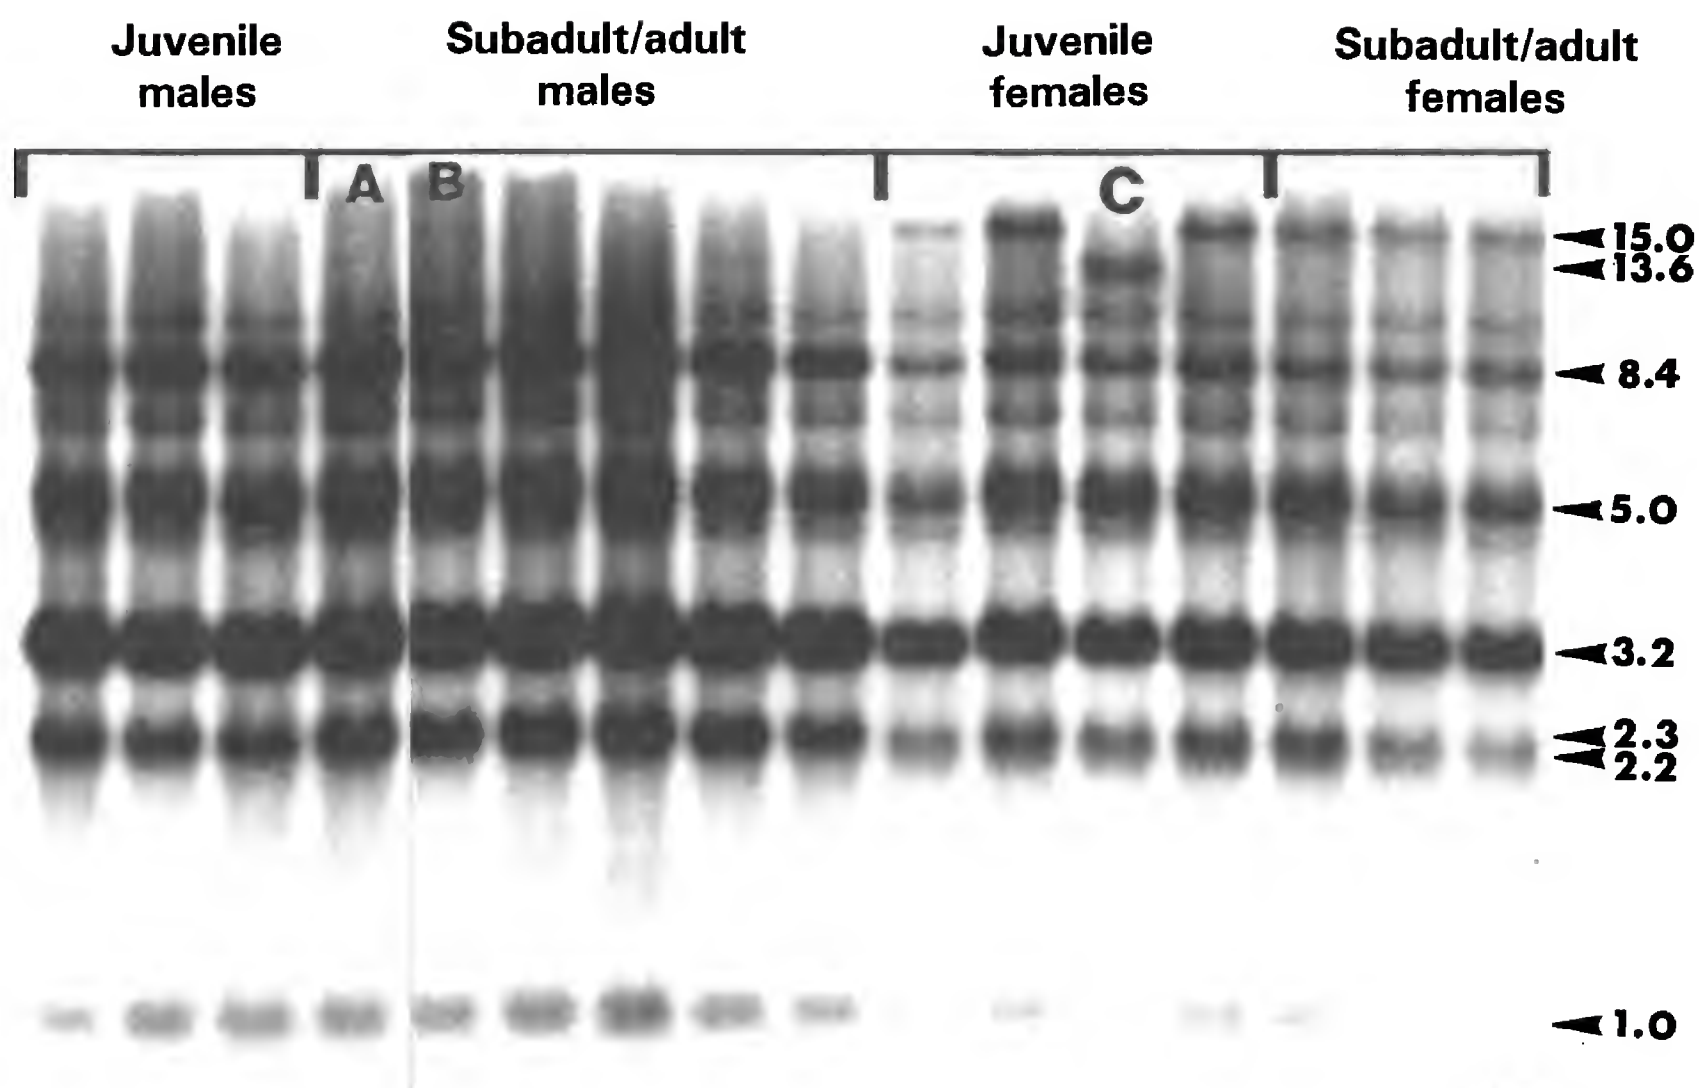 Juvenile
males
Subadult/adult
males
Juvenile
females
Subadult/adult
females
A
B
C
15.0
13.6
8.4
5.0
3.2
2.3
2.2
1.0